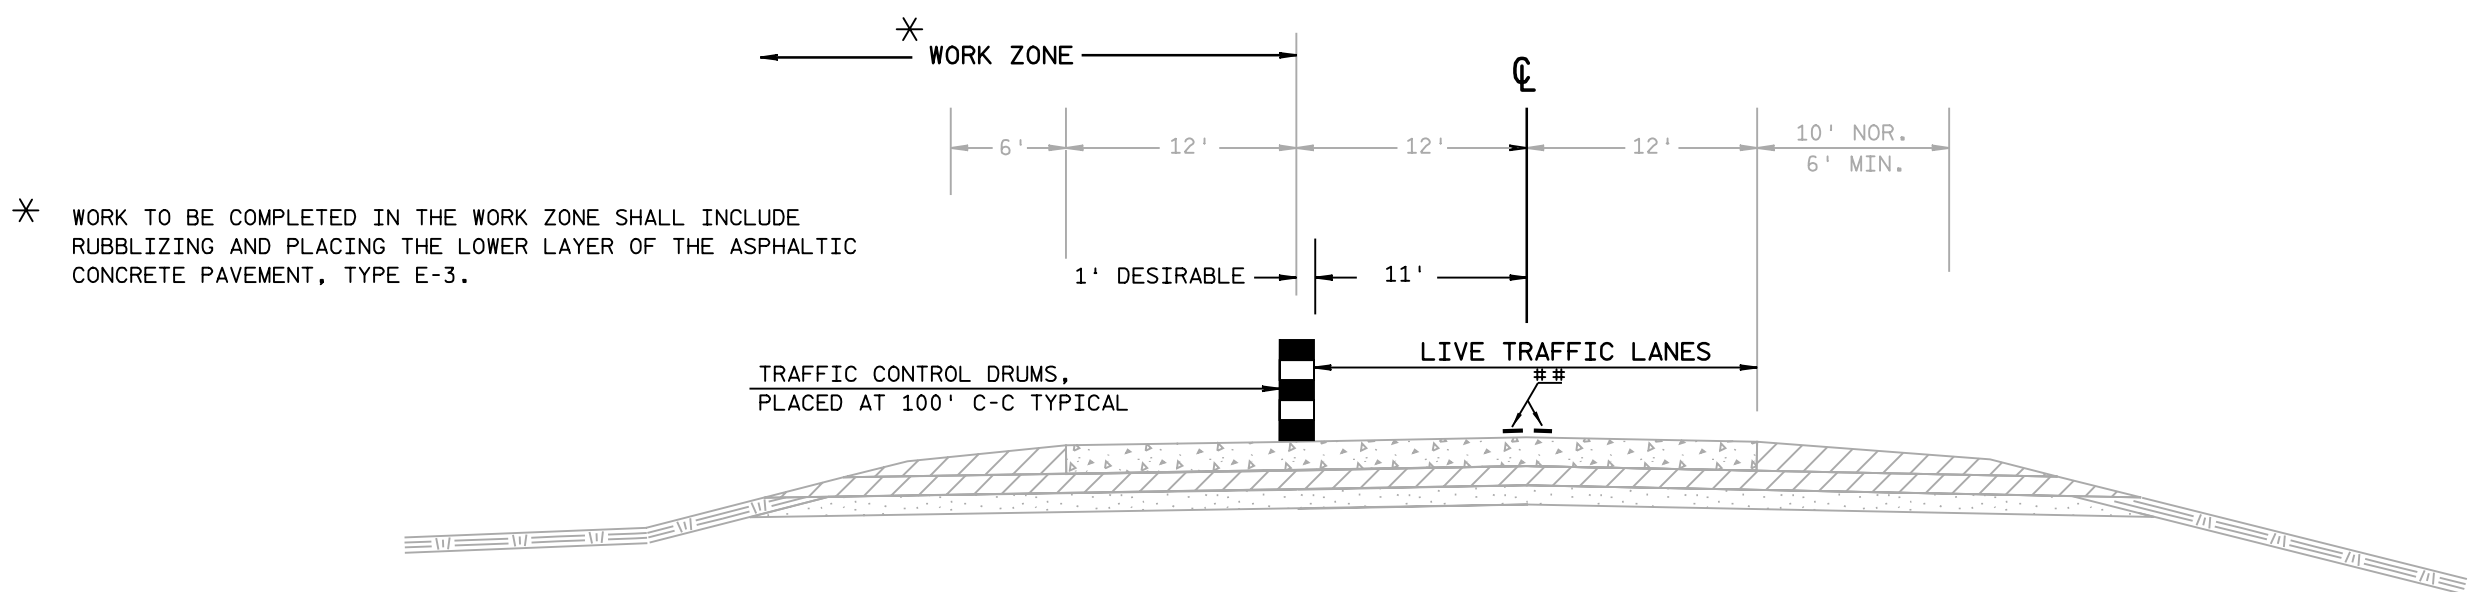 *
WORK ZONE
℄
6' 12' 12' 12' 10' NOR.
6' MIN.
* WORK TO BE COMPLETED IN THE WORK ZONE SHALL INCLUDE
RUBBLIZING AND PLACING THE LOWER LAYER OF THE ASPHALTIC
CONCRETE PAVEMENT, TYPE E-3.
1' DESIRABLE 11'
LIVE TRAFFIC LANES
##
TRAFFIC CONTROL DRUMS,
PLACED AT 100' C-C TYPICAL